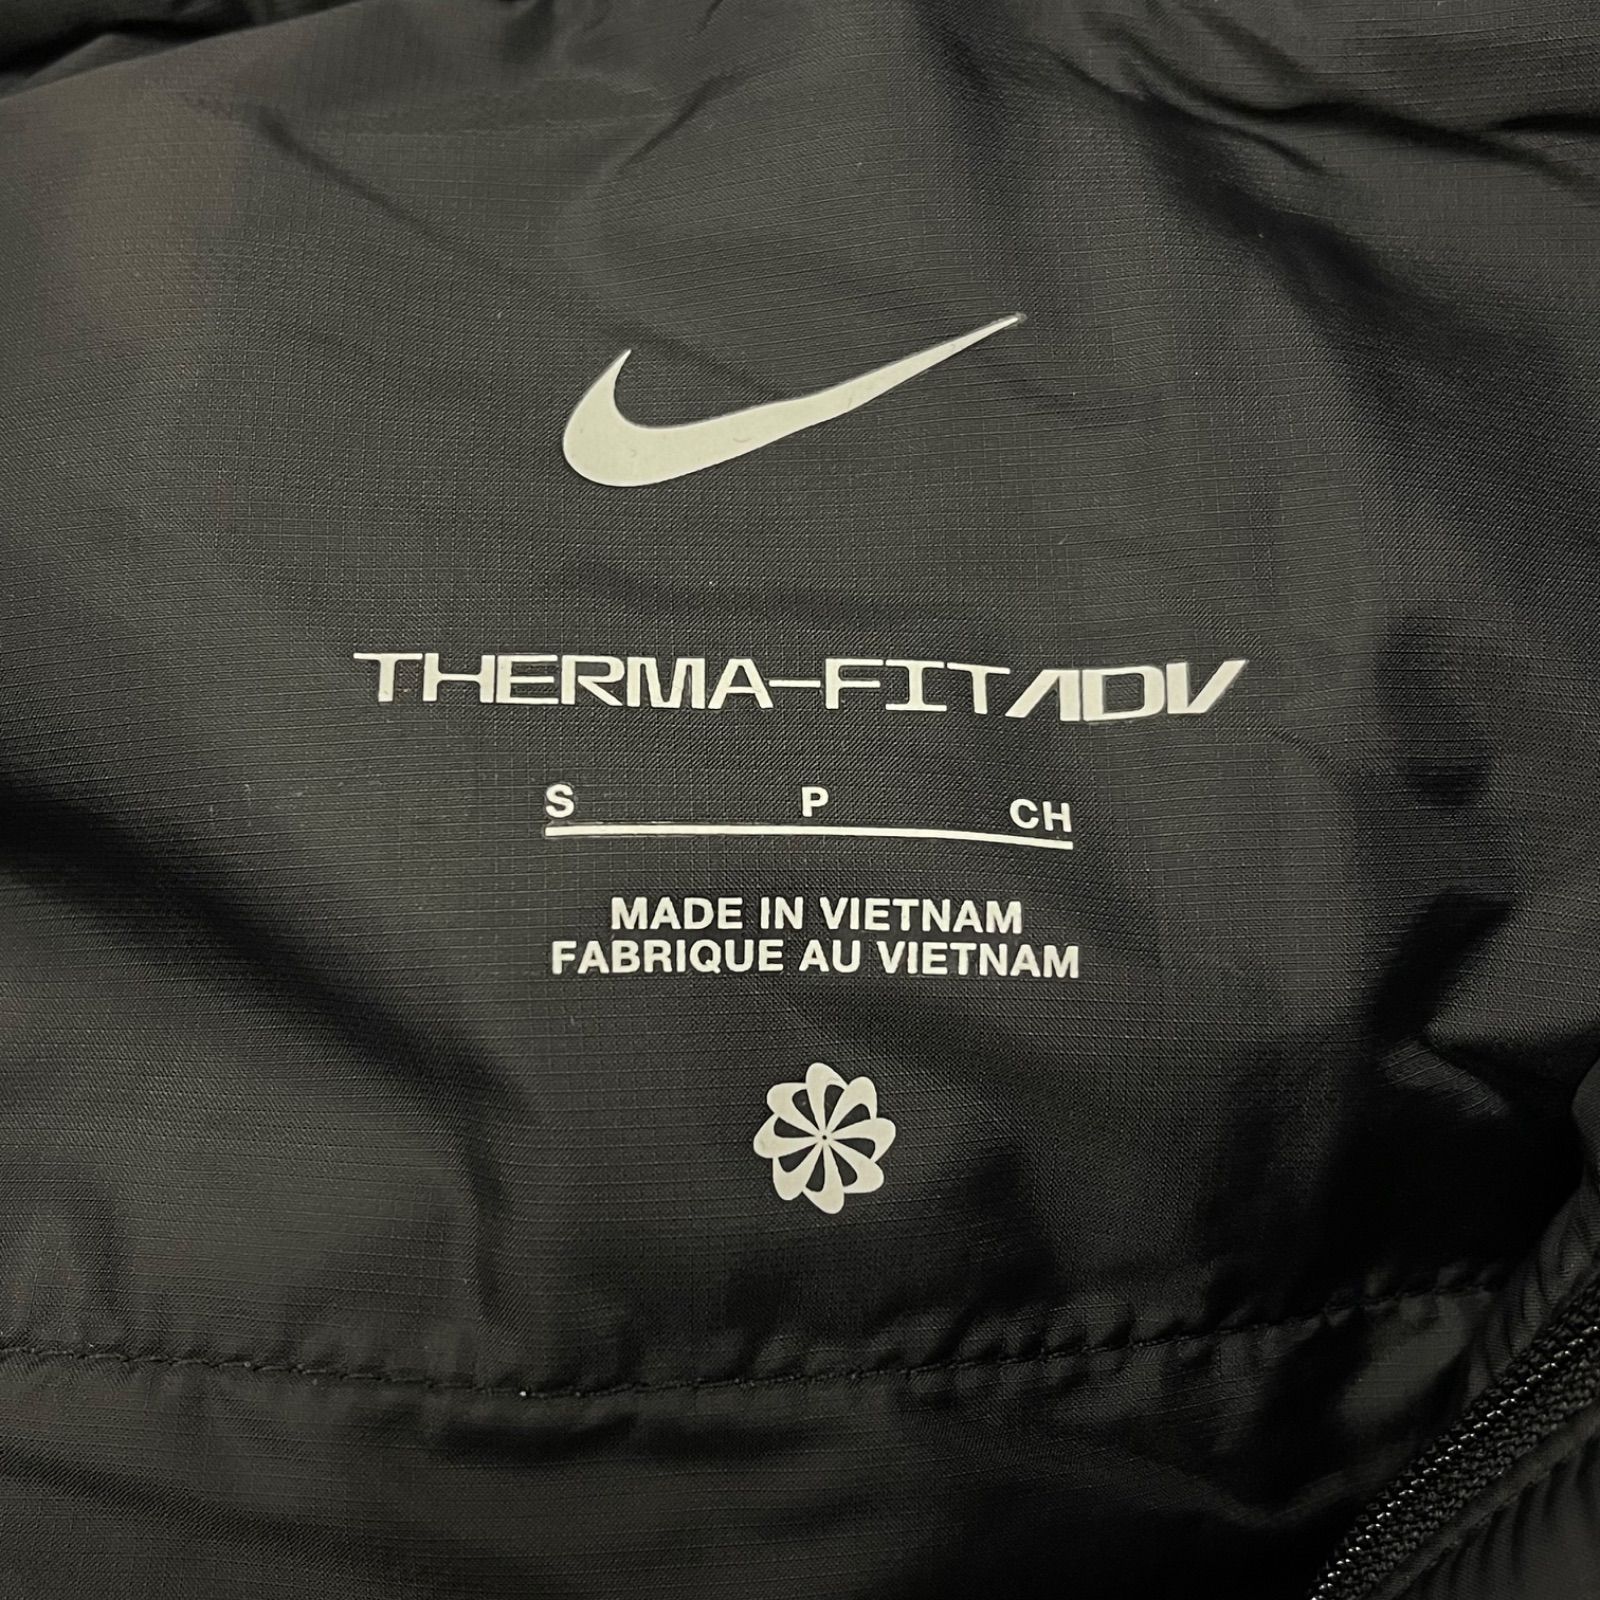 THERMA-FITADV
S P CH
MADE IN VIETNAM
FABRIQUE AU VIETNAM